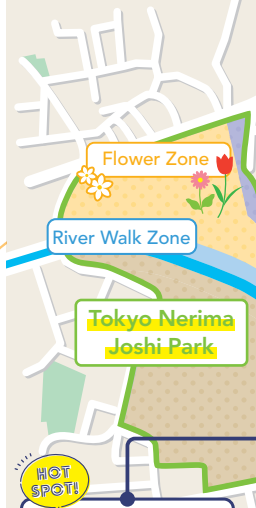 Flower Zone
River Walk Zone
Tokyo Nerima
Joshi Park
HOT
SPOT!